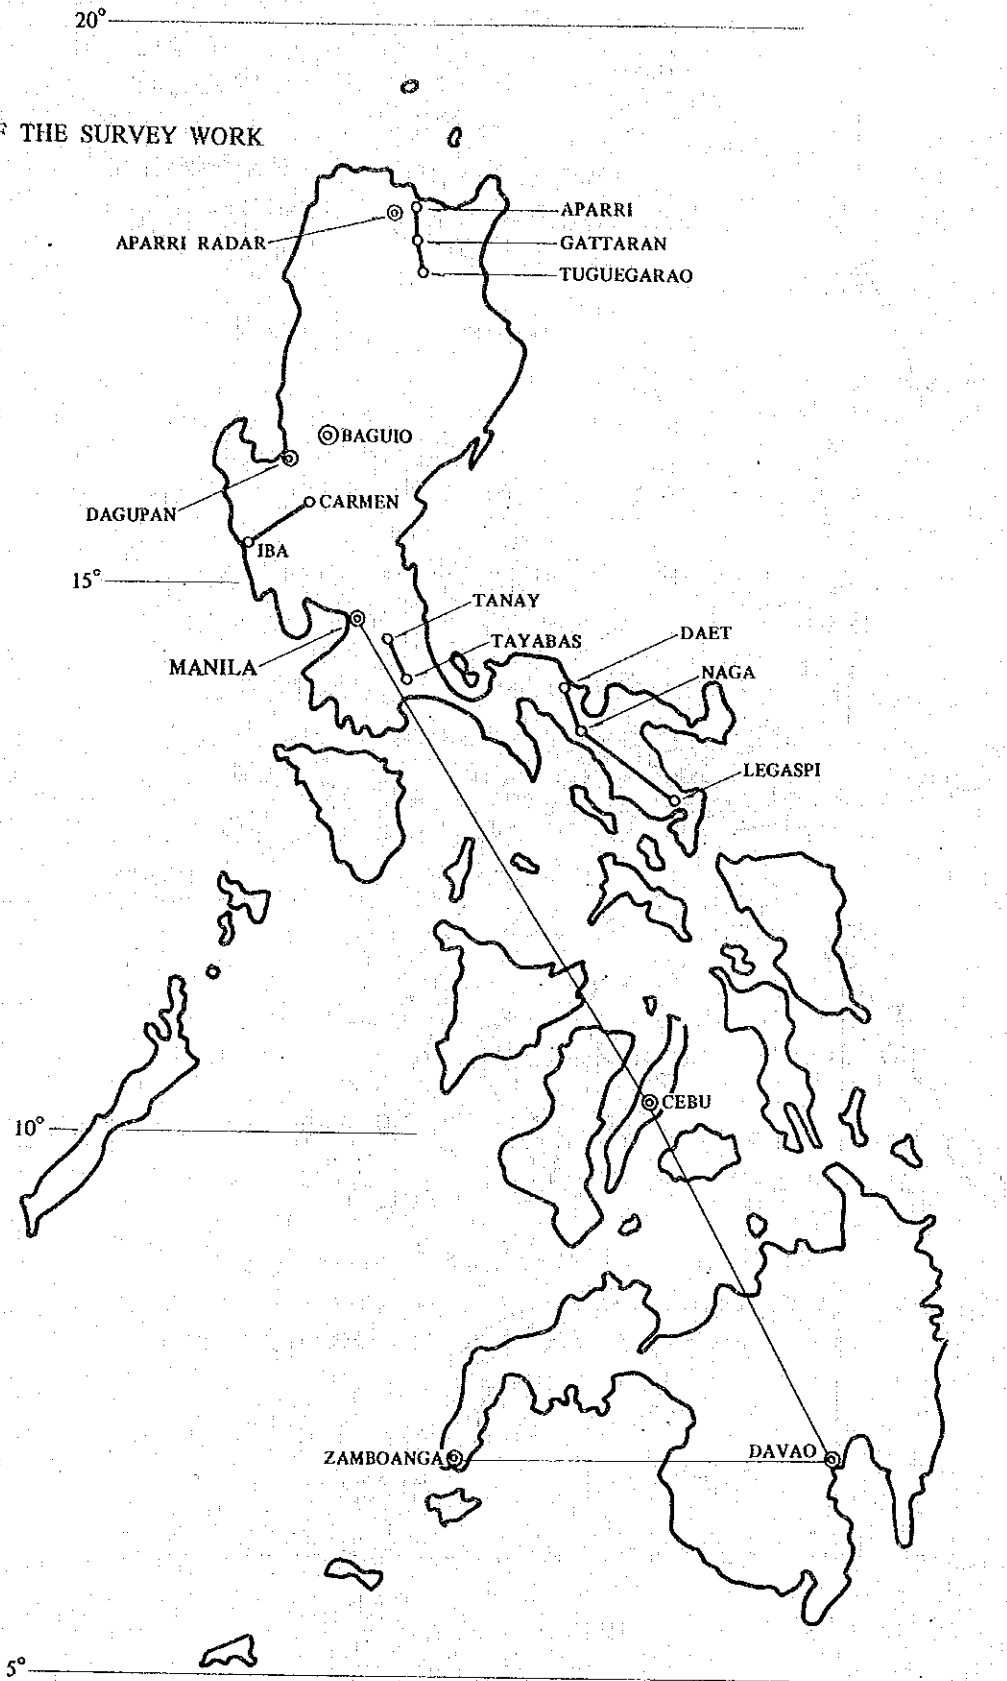 20°
THE SURVEY WORK
APARRI
APARRI RADAR
GATTARAN
TUGUEGARAO
BAGUIO
CARMEN
DAGUPAN
IBA
15°
TANAY
DAET
TAYABAS
MANILA
NAGA
LEGASPI
CEBU
10°
DAVAO
ZAMBOANGA
5°